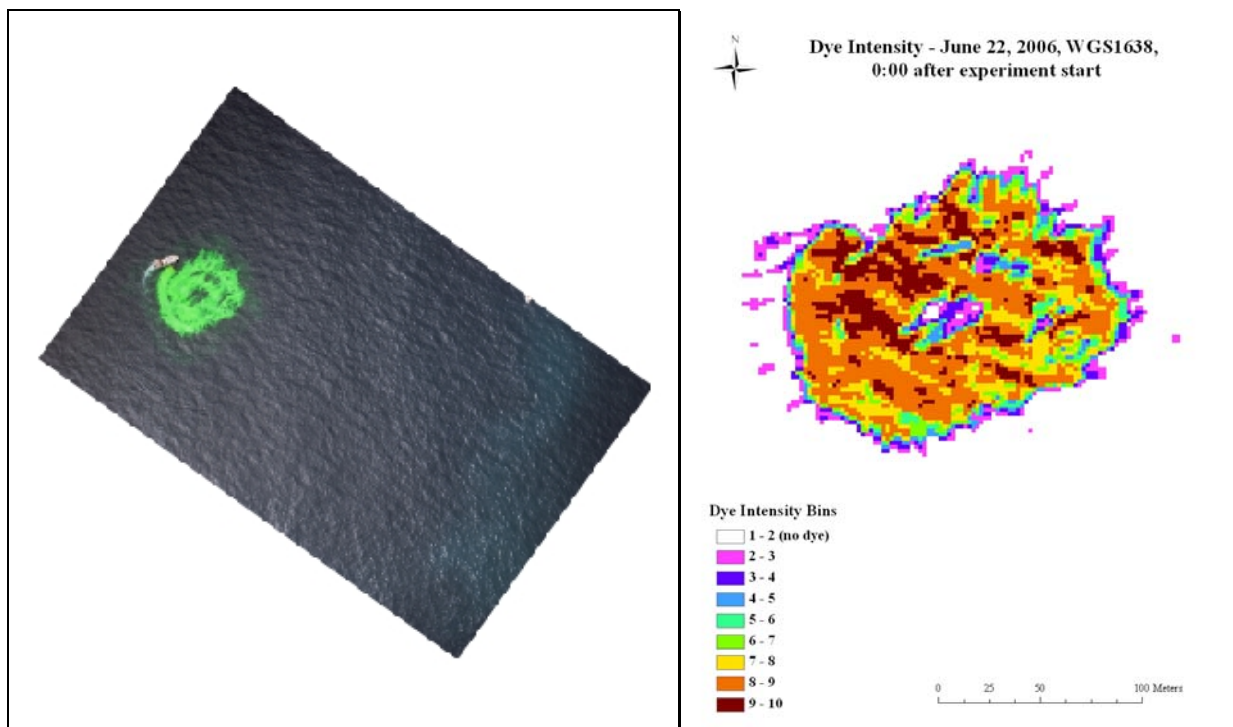 N
Dye Intensity - June 22, 2006, WGS1638,
0:00 after experiment start
Dye Intensity Bins
1 - 2 (no dye)
2 - 3
3 - 4
4 - 5
5 - 6
6 - 7
7 - 8
8 - 9
9 - 10
0 25 50 100 Meters